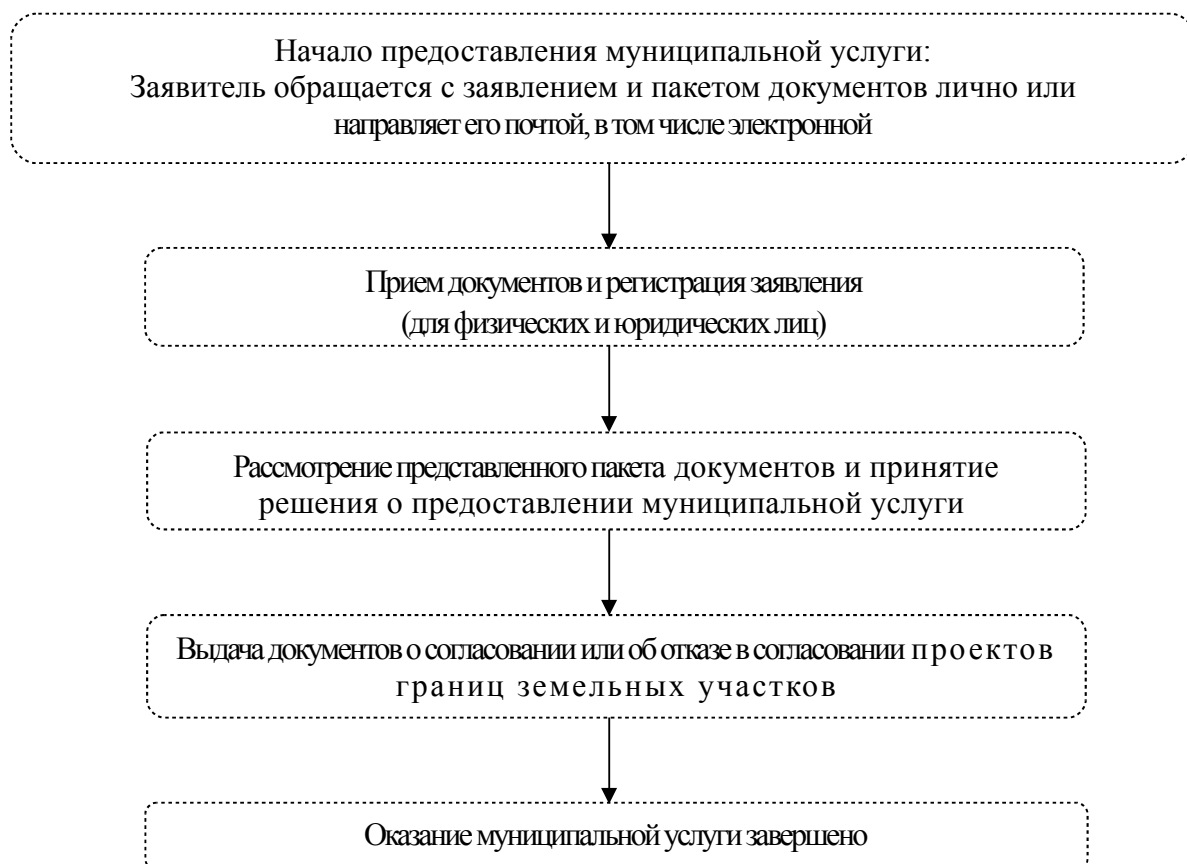 Начало предоставления муниципальной услуги:
Заявитель обращается с заявлением и пакетом документов лично или
направляет его почтой, в том числе электронной
Прием документов и регистрация заявления
(для физических и юридических лиц)
Рассмотрение представленного пакета документов и принятие
решения о предоставлении муниципальной услуги
Выдача документов о согласовании или об отказе в согласовании проектов
границ земельных участков
Оказание муниципальной услуги завершено